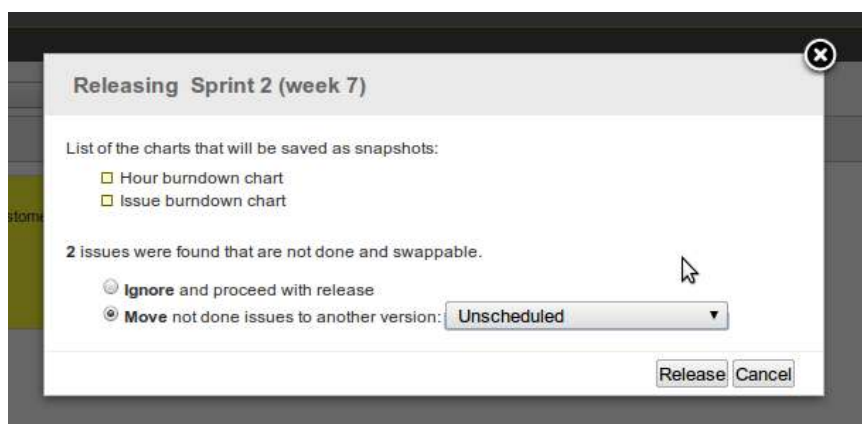 Releasing Sprint 2 (week 7)
List of the charts that will be saved as snapshots:
Hour burndown chart
Issue burndown chart
2 issues were found that are not done and swappable.
Ignore and proceed with release
Move not done issues to another version: Unscheduled
Release Cancel